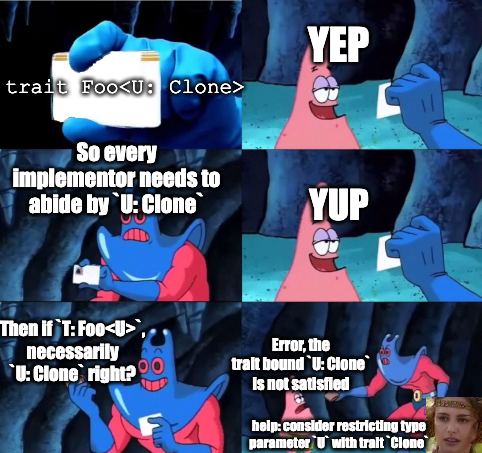 trait Foo<U: Clone>
YEP
So every
implementor needs to
abide by `U: Clone`
YUP
Then if `T: Foo<U>`,
necessarily
`U: Clone` right?
Error, the
trait bound `U: Clone`
is not satisfied
help: consider restricting type
parameter `U` with trait `Clone`